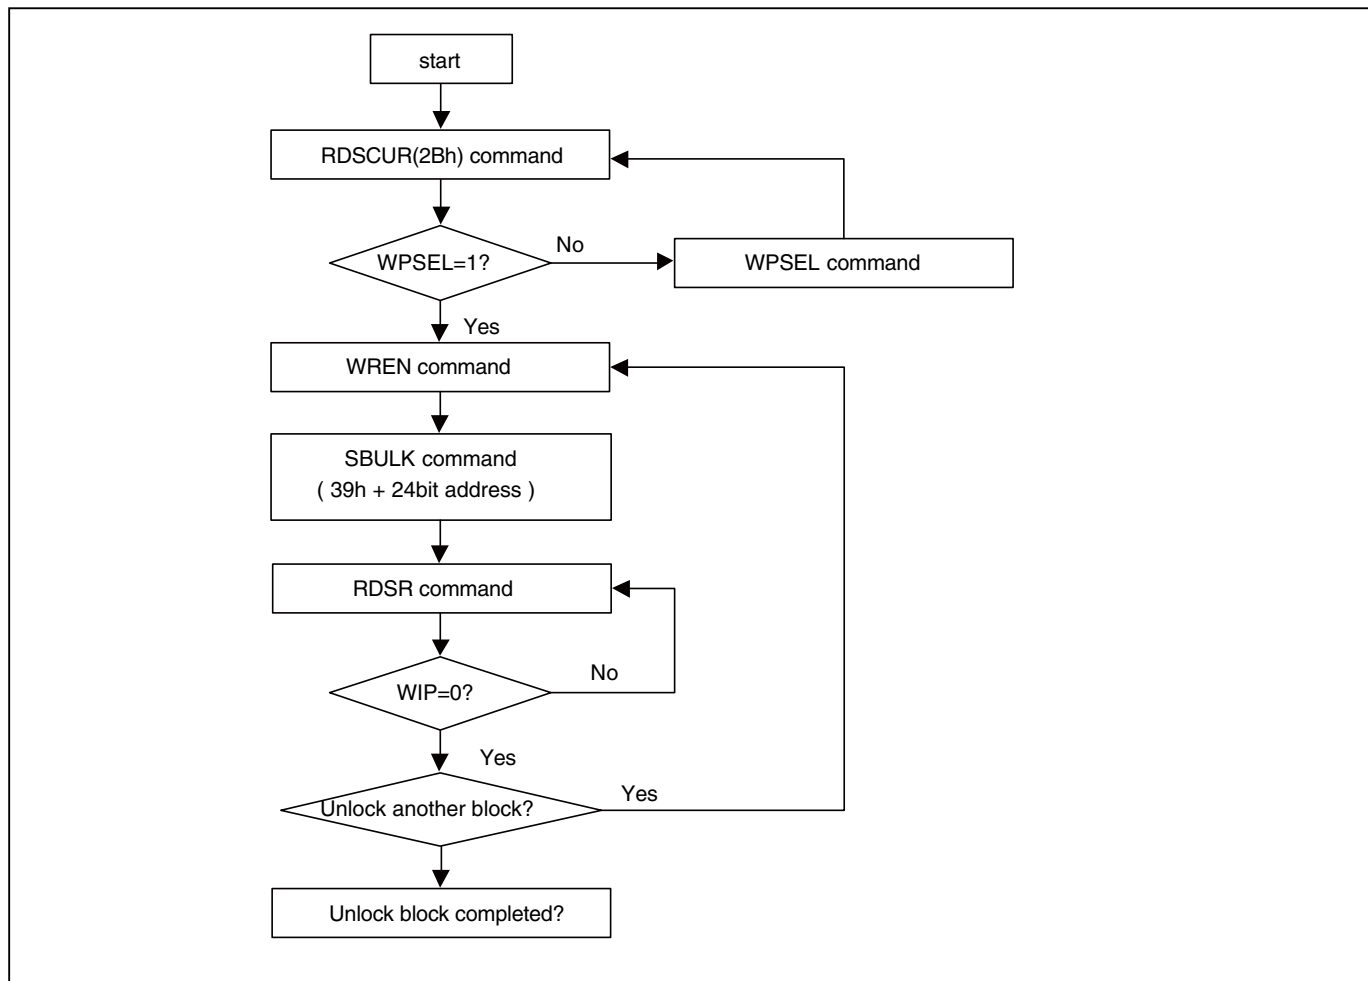 start
RDSCUR(2Bh) command
WPSEL=1?
No
WPSEL command
Yes
WREN command
SBULK command
( 39h + 24bit address )
RDSR command
WIP=0?
No
Yes
Unlock another block?
Yes
Unlock block completed?